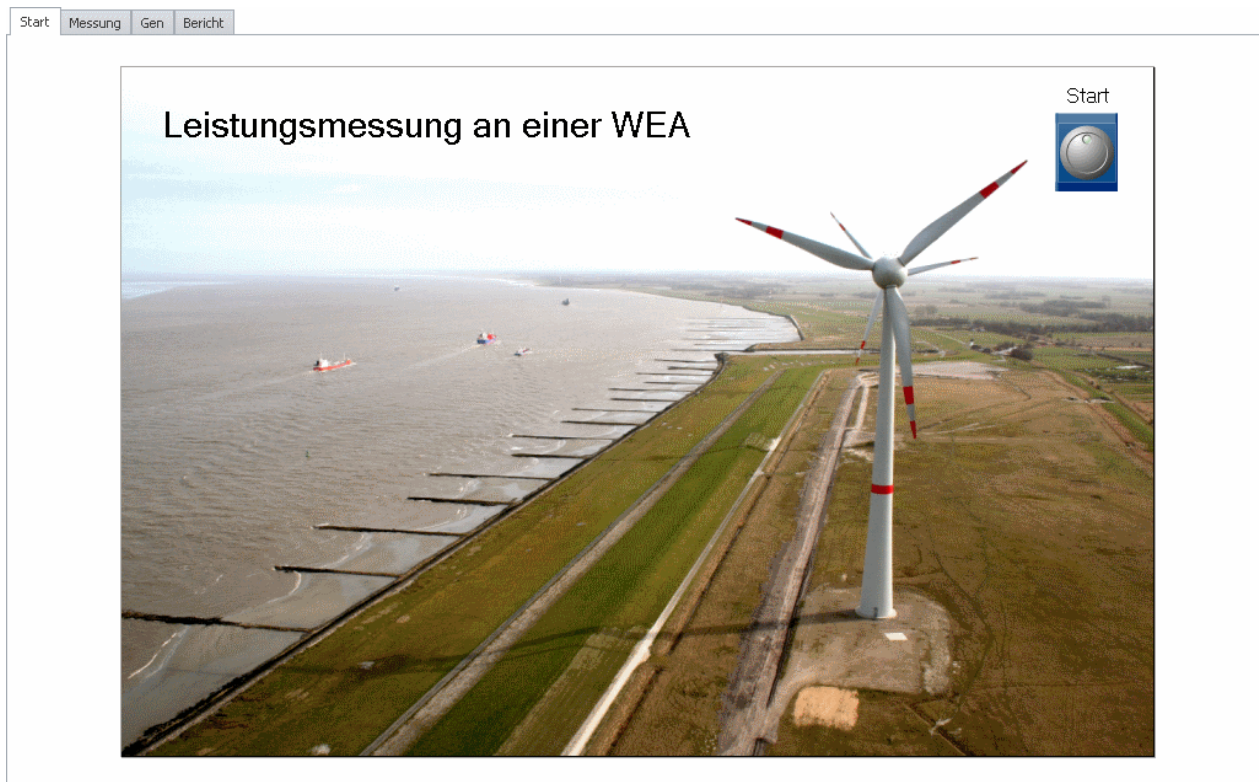 Start
Messung
Gen
Bericht
Leistungsmessung an einer WEA
Start